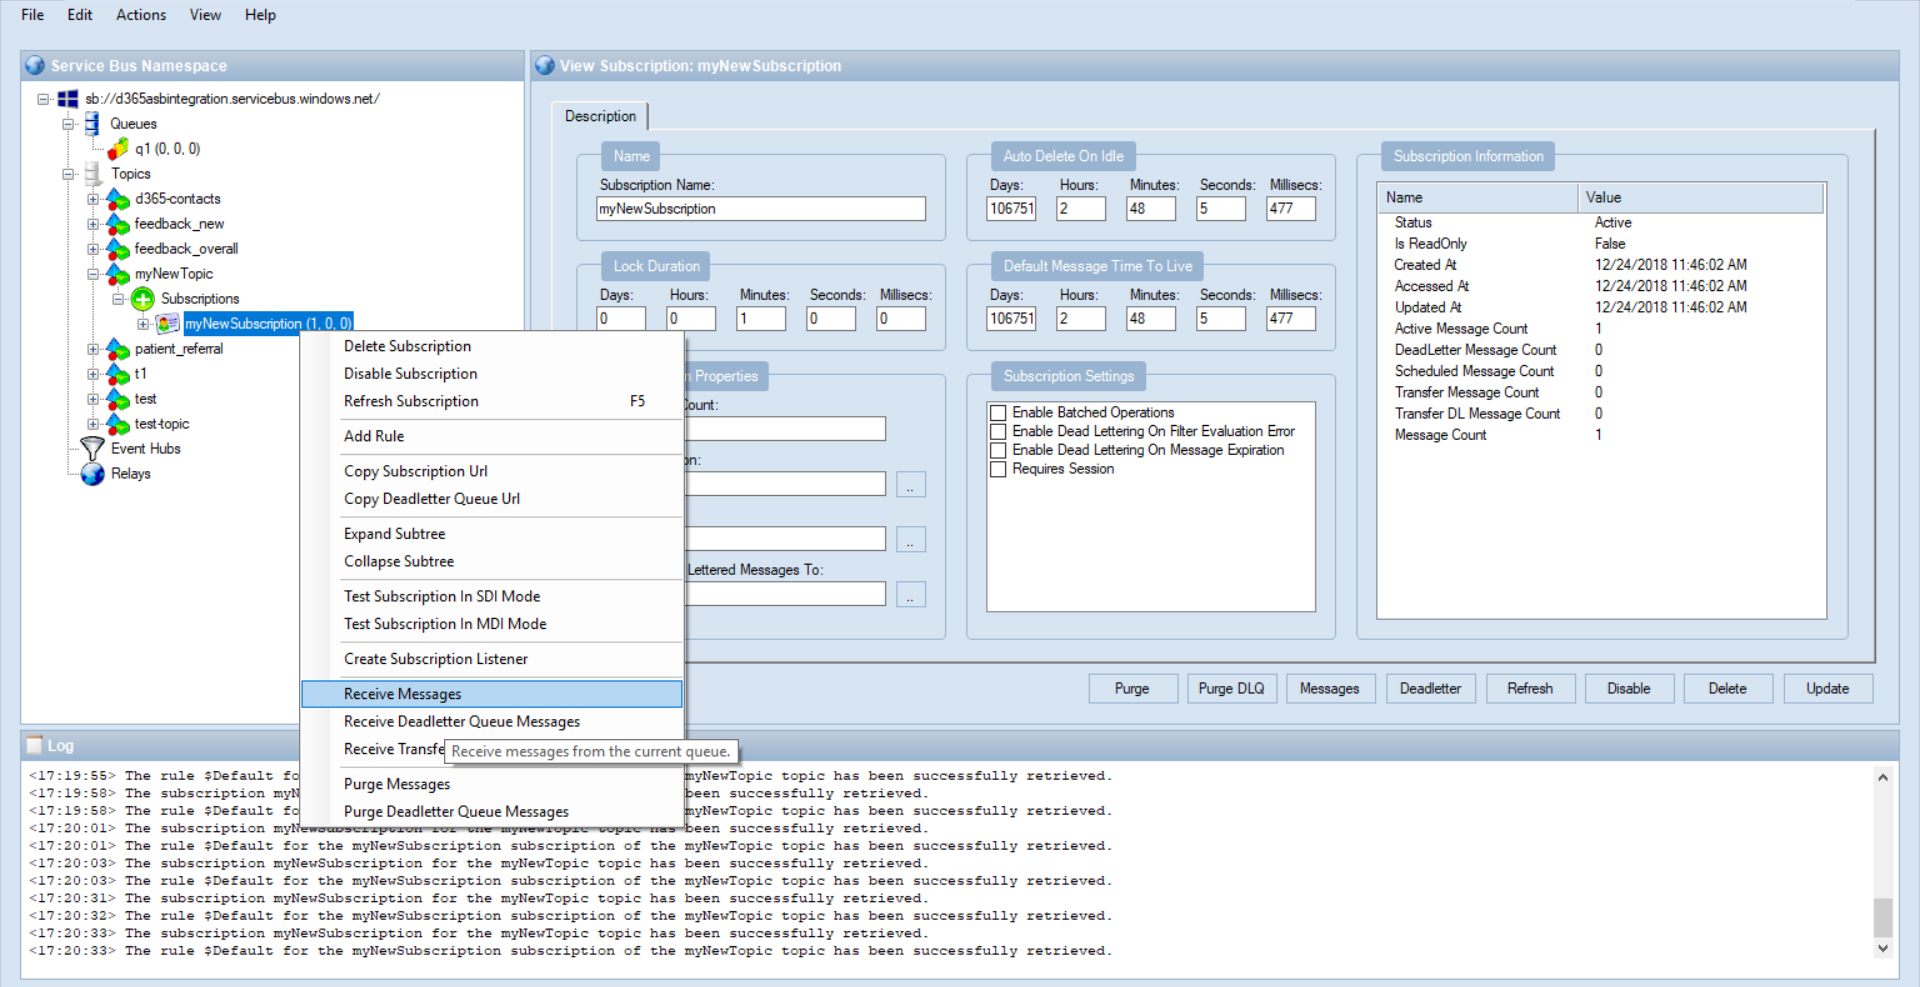 File Edit Actions View Help
Service Bus Namespace
sb://d365asbintegration.servicebus.windows.net/
Queues
q1 (0, 0, 0)
Topics
d365-contacts
feedback_new
feedback_overall
myNewTopic
Subscriptions
myNewSubscription (1, 0, 0)
patient_referral
t1
test
test-topic
Event Hubs
Relays
Delete Subscription
Disable Subscription
Refresh Subscription F5
Add Rule
Copy Subscription Url
Copy Deadletter Queue Url
Expand Subtree
Collapse Subtree
Test Subscription In SDI Mode
Test Subscription In MDI Mode
Create Subscription Listener
Receive Messages
Receive Deadletter Queue Messages
Receive
Receive messages from the current queue.
Purge Messages
Purge Deadletter Queue Messages
View Subscription: myNewSubscription
Description
Name
Subscription Name:
myNewSubscription
Lock Duration
Days: Hours: Minutes: Seconds: Millisecs:
0 0 1 0 0
Properties
Lettered Messages To:
..
..
..
Auto Delete On Idle
Days: Hours: Minutes: Seconds: Millisecs:
106751 2 48 5 477
Default Message Time To Live
Days: Hours: Minutes: Seconds: Millisecs:
106751 2 48 5 477
Subscription Settings
Enable Batched Operations
Enable Dead Lettering On Filter Evaluation Error
Enable Dead Lettering On Message Expiration
Requires Session
Subscription Information
Name Value
Status Active
Is ReadOnly False
Created At 12/24/2018 11:46:02 AM
Accessed At 12/24/2018 11:46:02 AM
Updated At 12/24/2018 11:46:02 AM
Active Message Count 1
DeadLetter Message Count 0
Scheduled Message Count 0
Transfer Message Count 0
Transfer DL Message Count 0
Message Count 1
Purge Purge DLQ Messages Deadletter Refresh Disable Delete Update
Log
<17:19:55> The rule $Default myNewTopic topic has been successfully retrieved.
<17:19:58> The subscription been successfully retrieved.
<17:19:58> The rule $Default myNewTopic topic has been successfully retrieved.
<17:20:01> The subscription myNewSubscription for the myNewTopic topic has been successfully retrieved.
<17:20:01> The rule $Default for the myNewSubscription subscription of the myNewTopic topic has been successfully retrieved.
<17:20:03> The subscription myNewSubscription for the myNewTopic topic has been successfully retrieved.
<17:20:03> The rule $Default for the myNewSubscription subscription of the myNewTopic topic has been successfully retrieved.
<17:20:31> The subscription myNewSubscription for the myNewTopic topic has been successfully retrieved.
<17:20:32> The rule $Default for the myNewSubscription subscription of the myNewTopic topic has been successfully retrieved.
<17:20:33> The subscription myNewSubscription for the myNewTopic topic has been successfully retrieved.
<17:20:33> The rule $Default for the myNewSubscription subscription of the myNewTopic topic has been successfully retrieved.